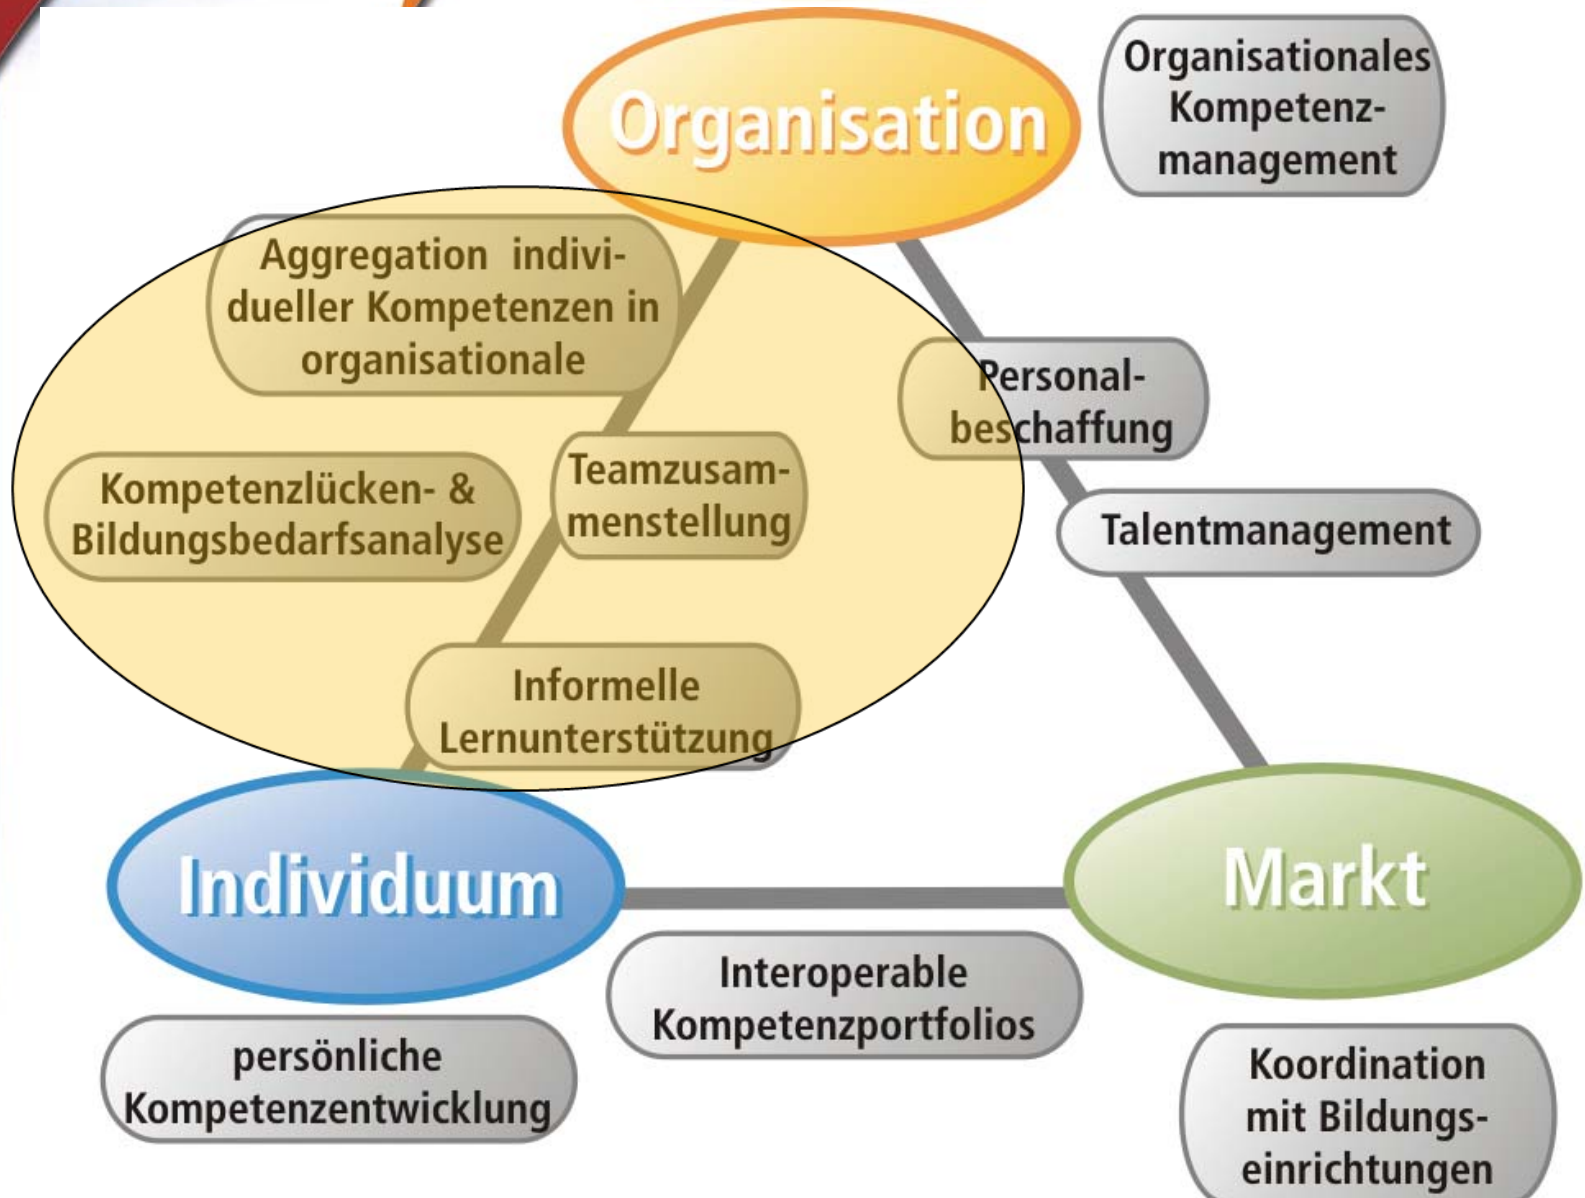 Organisation
Organisationales
Kompetenz-
management
Aggregation indivi-
dueller Kompetenzen in
organisationale
Personal-
beschaffung
Kompetenzlücken- &
Bildungsbedarfsanalyse
Teamzusam-
menstellung
Talentmanagement
Informelle
Lernunterstützung
Individuum
Markt
Interoperable
Kompetenzportfolios
persönliche
Kompetenzentwicklung
Koordination
mit Bildungs-
einrichtungen